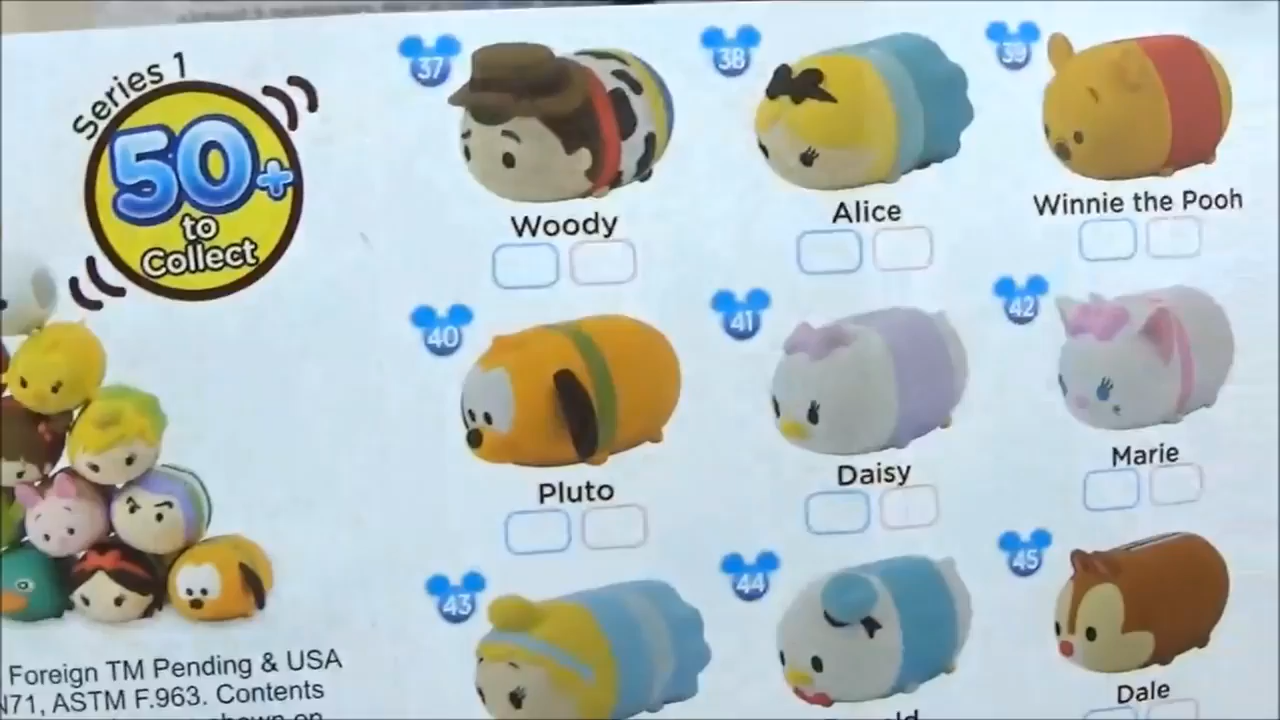 Series 1
50+
to
Collect
37
Woody
38
Alice
39
Winnie the Pooh
40
Pluto
41
Daisy
42
Marie
43
44
45
Dale
Foreign TM Pending & USA
N71, ASTM F.963. Contents